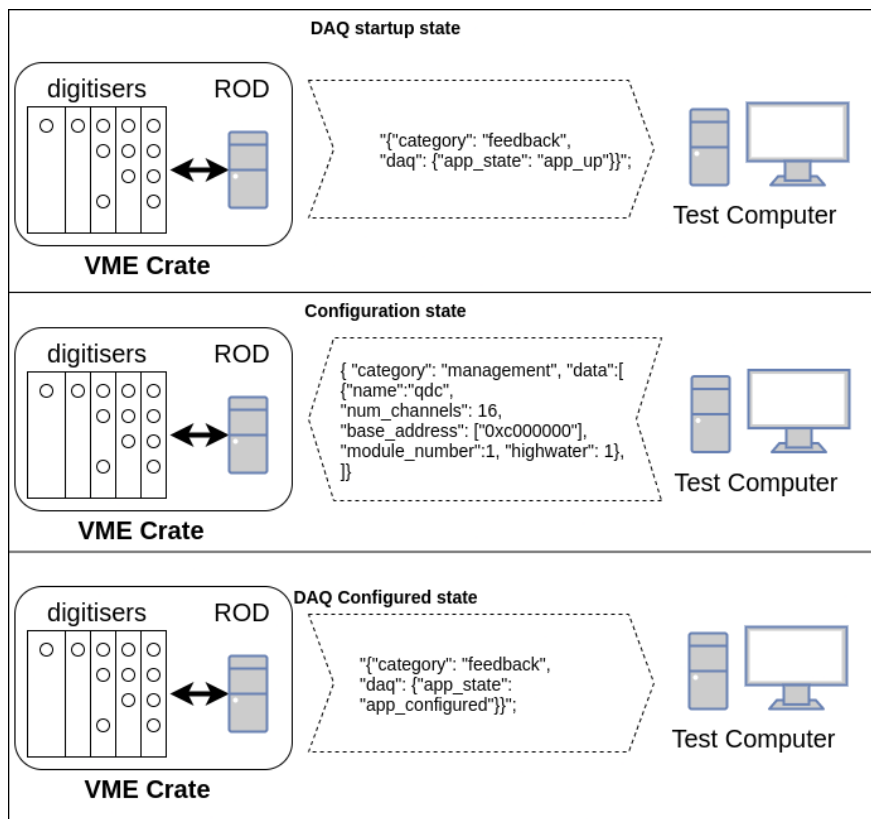 DAQ startup state
digitisers
ROD
"{"category": "feedback",
"daq": {"app_state": "app_up"}}";
Test Computer
VME Crate
Configuration state
digitisers
ROD
{ "category": "management", "data":[
{"name":"qdc",
"num_channels": 16,
"base_address": ["0xc000000"],
"module_number":1, "highwater": 1},
]}
Test Computer
VME Crate
DAQ Configured state
digitisers
ROD
"{"category": "feedback",
"daq": {"app_state":
"app_configured"}}";
Test Computer
VME Crate